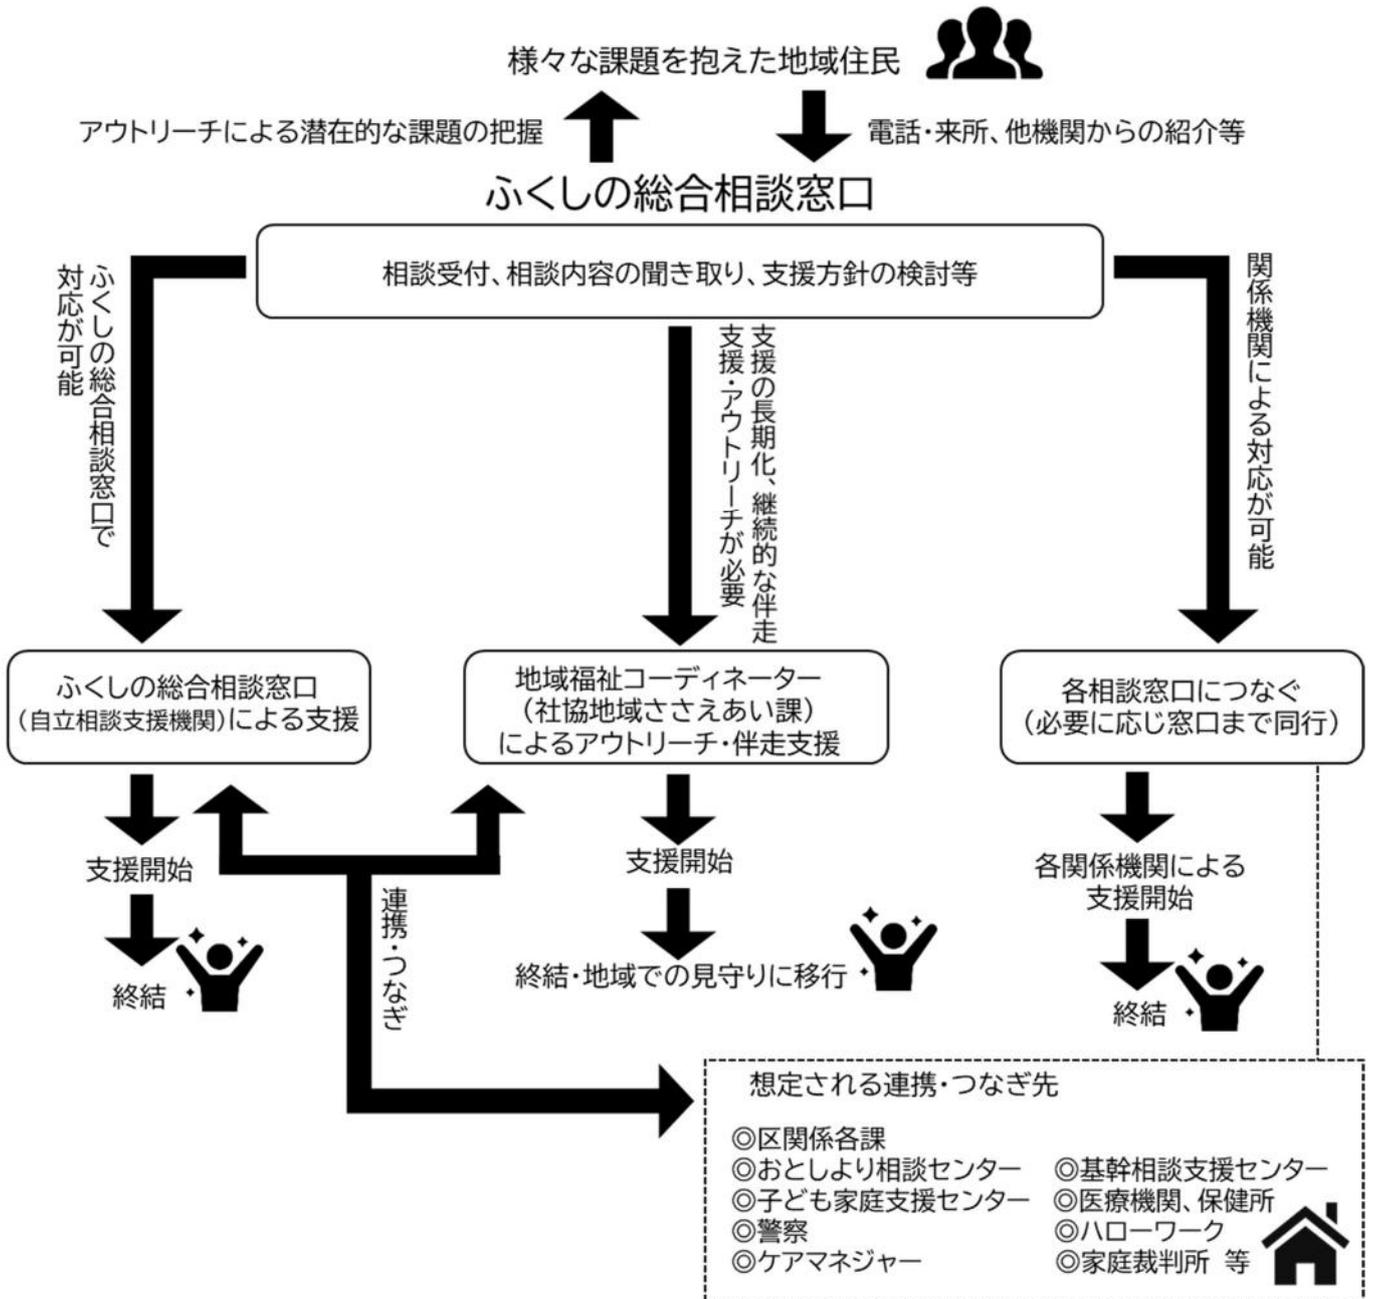 様々な課題を抱えた地域住民
アウトリーチによる潜在的な課題の把握
電話・来所、他機関からの紹介等
ふくしの総合相談窓口
相談受付、相談内容の聞き取り、支援方針の検討等
ふくしの総合相談窓口で
対応が可能
支援の長期化、継続的な伴走
支援・アウトリーチが必要
関係機関による対応が可能
ふくしの総合相談窓口
（自立相談支援機関）による支援
地域福祉コーディネーター
（社協地域ささえあい課）
によるアウトリーチ・伴走支援
各相談窓口につなぐ
（必要に応じ窓口まで同行）
支援開始
終結
連携・つなぎ
支援開始
終結・地域での見守りに移行
各関係機関による
支援開始
終結
想定される連携・つなぎ先
◎区関係各課
◎おとしより相談センター
◎子ども家庭支援センター
◎警察
◎ケアマネジャー
◎基幹相談支援センター
◎医療機関、保健所
◎ハローワーク
◎家庭裁判所 等